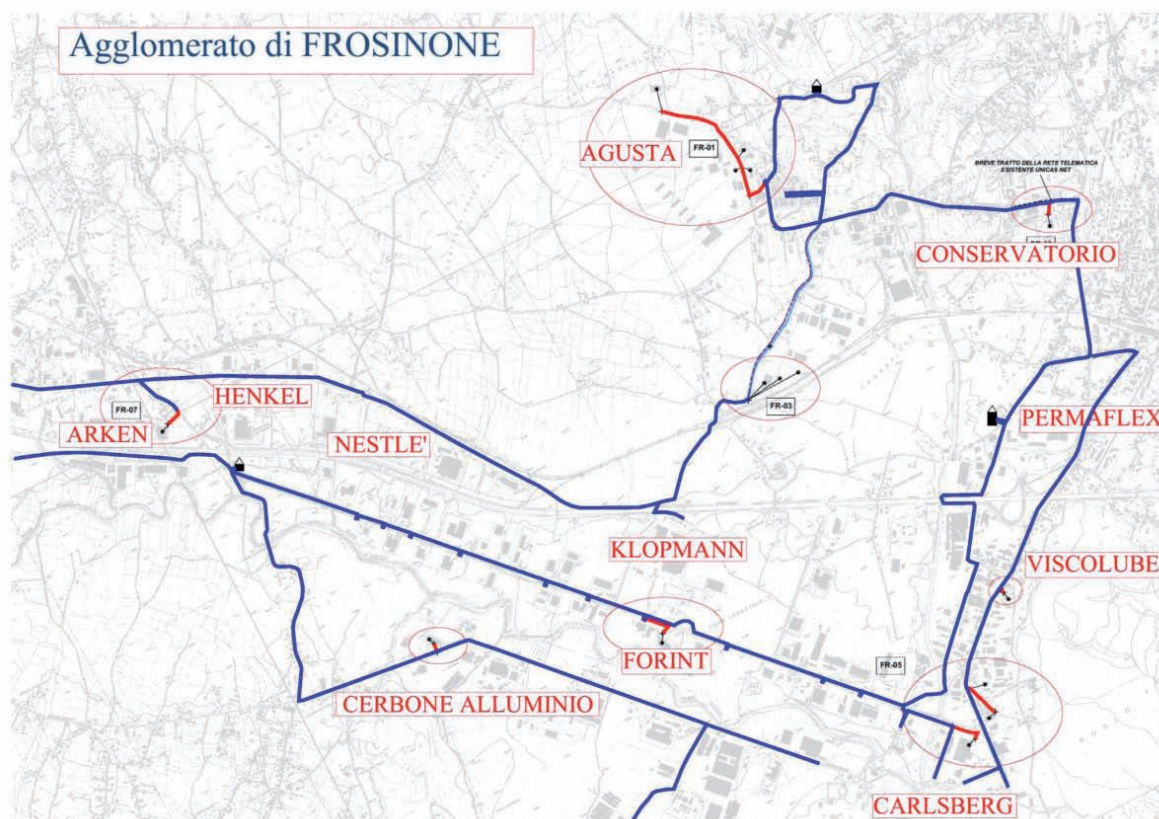 Agglomerato di FROSINONE
AGUSTA
FR-01
BREVE TRATTO DELLA RETE TELEMATICA
ESISTENTE UNICAS NET
CONSERVATORIO
HENKEL
FR-07
ARKEN
NESTLE'
FR-03
PERMAFLEX
KLOPMANN
VISCOLUBE
FORINT
FR-05
CERBONE ALLUMINIO
CARLSBERG